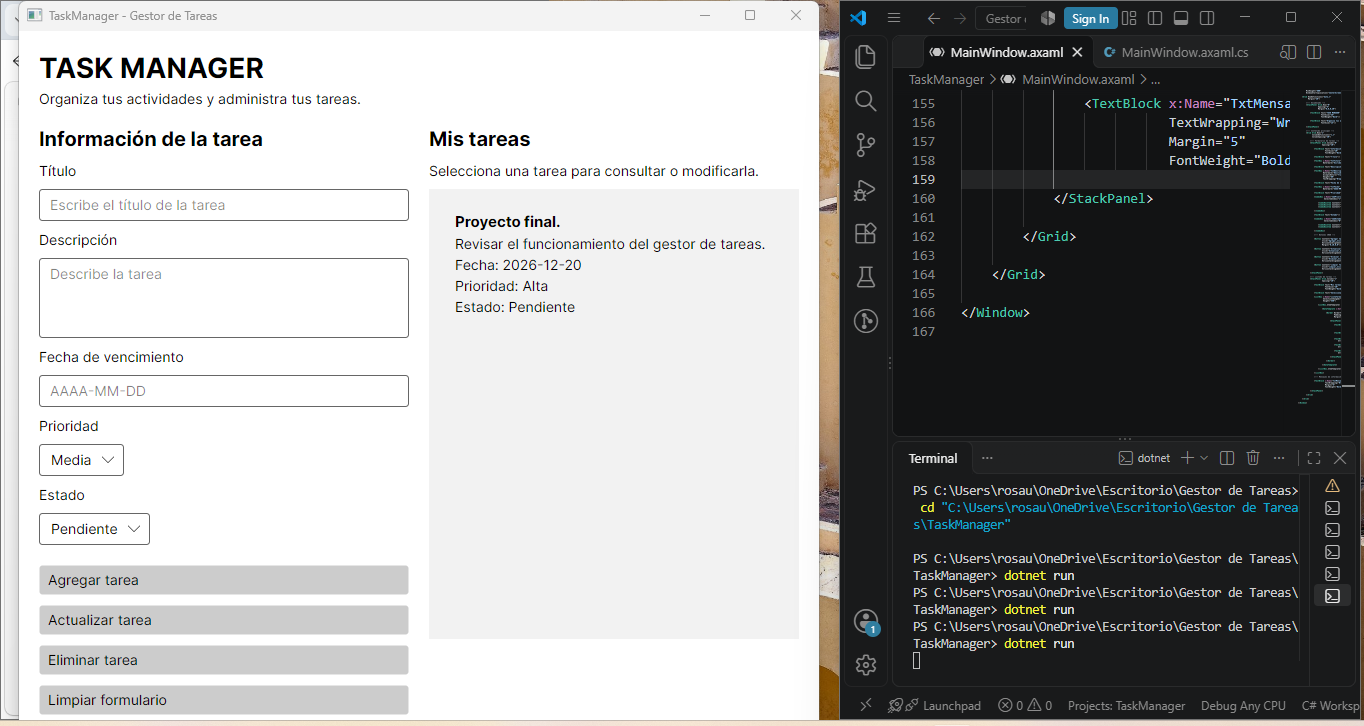 TaskManager - Gestor de Tareas
TASK MANAGER
Organiza tus actividades y administra tus tareas.
Información de la tarea
Título
Escribe el título de la tarea
Descripción
Describe la tarea
Fecha de vencimiento
AAAA-MM-DD
Prioridad
Media
Estado
Pendiente
Agregar tarea
Actualizar tarea
Eliminar tarea
Limpiar formulario
Mis tareas
Selecciona una tarea para consultar o modificarla.
Proyecto final.
Revisar el funcionamiento del gestor de tareas.
Fecha: 2026-12-20
Prioridad: Alta
Estado: Pendiente
Gestor Sign In
MainWindow.axaml MainWindow.axaml.cs
TaskManager > MainWindow.axaml > ...
155 <TextBlock x:Name="TxtMensa
156 TextWrapping="Wr
157 Margin="5"
158 FontWeight="Bold
159
160 </StackPanel>
161
162 </Grid>
163
164 </Grid>
165
166 </Window>
167
Terminal ... dotnet
PS C:\Users\rosau\OneDrive\Escritorio\Gestor de Tareas>
cd "C:\Users\rosau\OneDrive\Escritorio\Gestor de Tarea
s\TaskManager"
PS C:\Users\rosau\OneDrive\Escritorio\Gestor de Tareas\
TaskManager> dotnet run
PS C:\Users\rosau\OneDrive\Escritorio\Gestor de Tareas\
TaskManager> dotnet run
PS C:\Users\rosau\OneDrive\Escritorio\Gestor de Tareas\
TaskManager> dotnet run
1
Launchpad 0 0 Projects: TaskManager Debug Any CPU C# Worksp